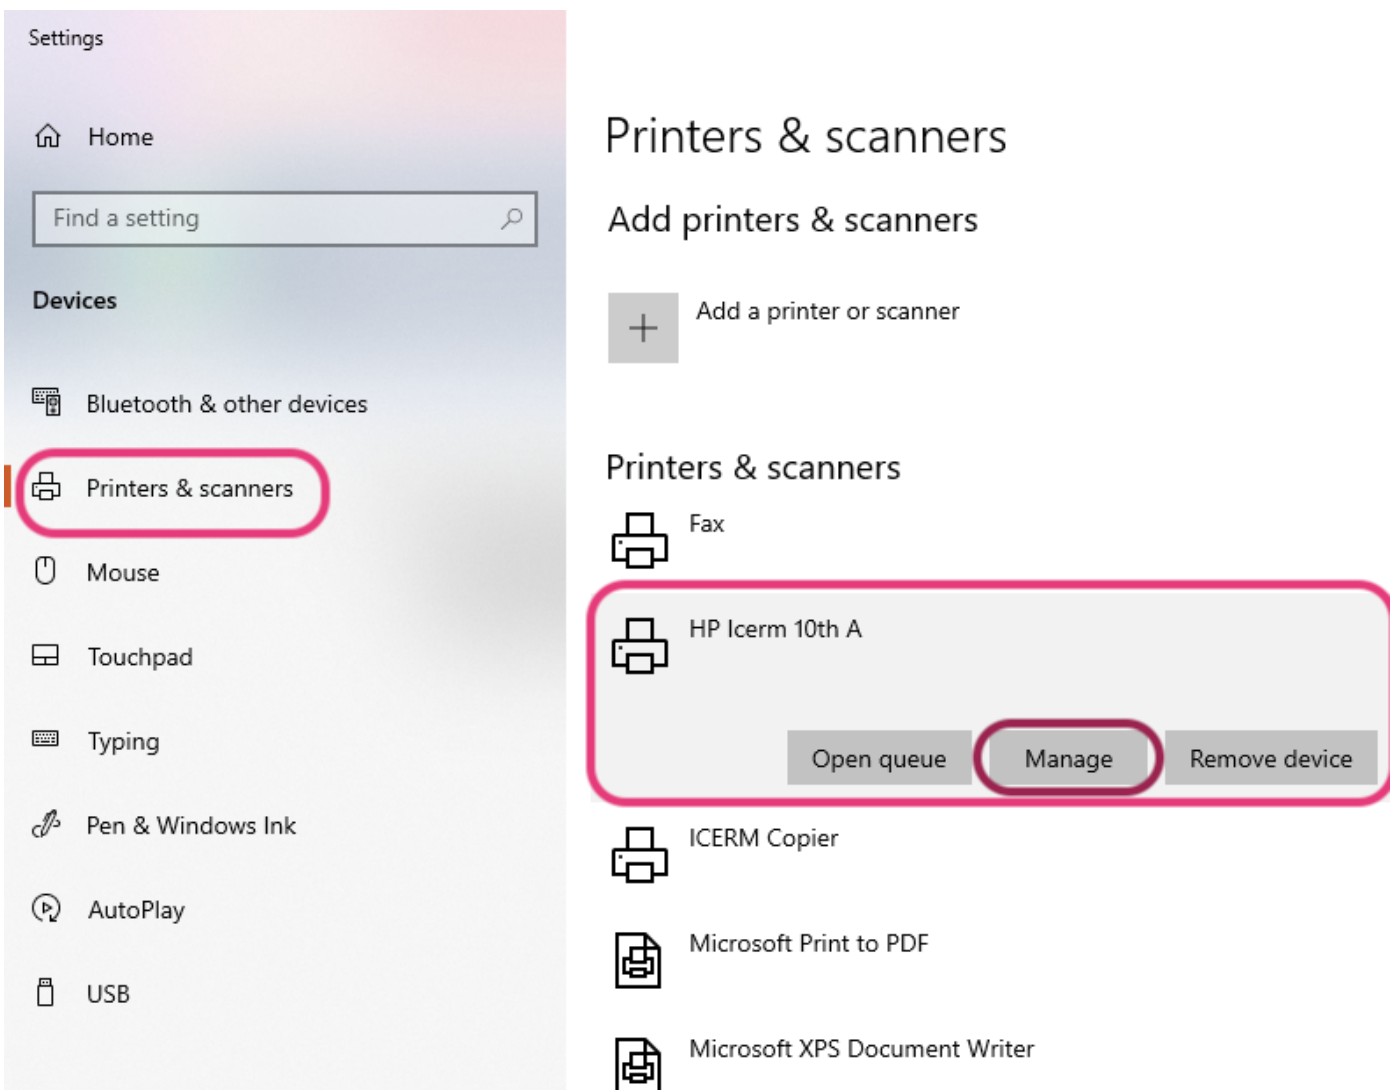 Settings
Home
Find a setting
Devices
Bluetooth & other devices
Printers & scanners
Mouse
Touchpad
Typing
Pen & Windows Ink
AutoPlay
USB
Printers & scanners
Add printers & scanners
Add a printer or scanner
Printers & scanners
Fax
HP Icerm 10th A
Open queue Manage Remove device
ICERM Copier
Microsoft Print to PDF
Microsoft XPS Document Writer